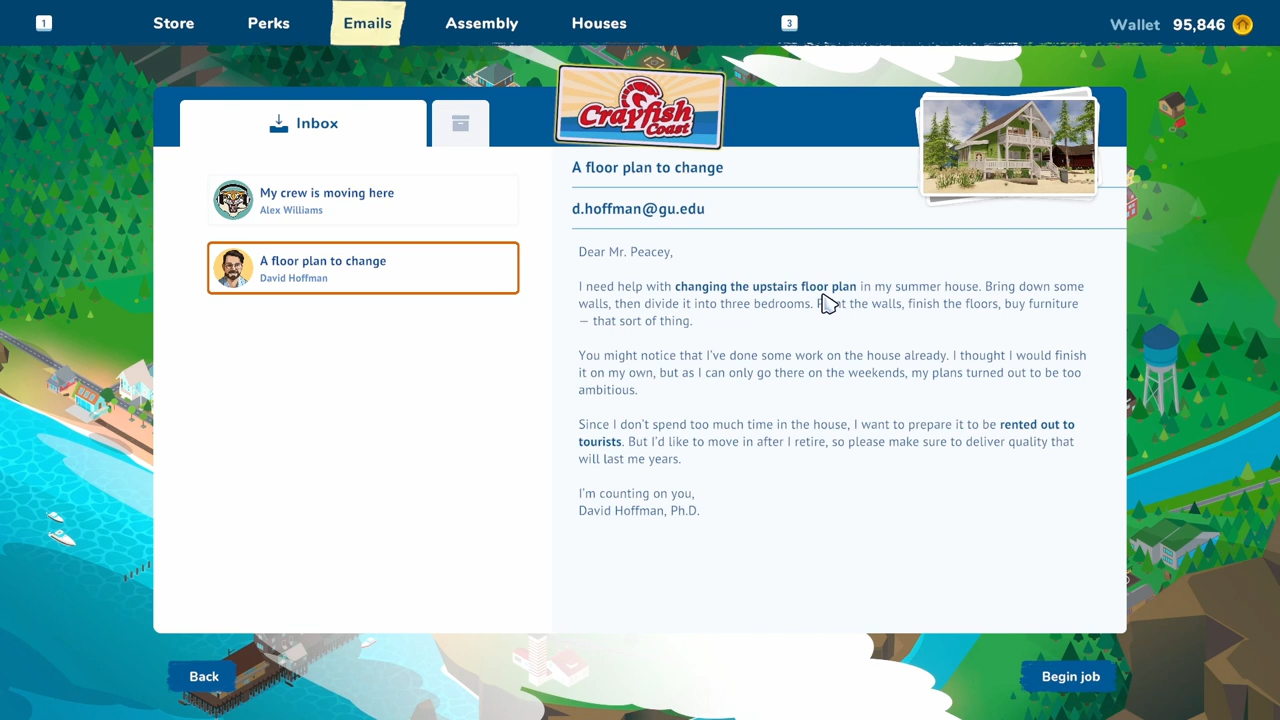 1
Store
Perks
Emails
Assembly
Houses
3
Wallet 95,846
Inbox
Crayfish
Coast
My crew is moving here
Alex Williams
A floor plan to change
David Hoffman
A floor plan to change
d.hoffman@gu.edu
Dear Mr. Peacey,
I need help with changing the upstairs floor plan in my summer house. Bring down some
walls, then divide it into three bedrooms. the walls, finish the floors, buy furniture
— that sort of thing.
You might notice that I've done some work on the house already. I thought I would finish
it on my own, but as I can only go there on the weekends, my plans turned out to be too
ambitious.
Since I don't spend too much time in the house, I want to prepare it to be rented out to
tourists. But I'd like to move in after I retire, so please make sure to deliver quality that
will last me years.
I'm counting on you,
David Hoffman, Ph.D.
Back
Begin job